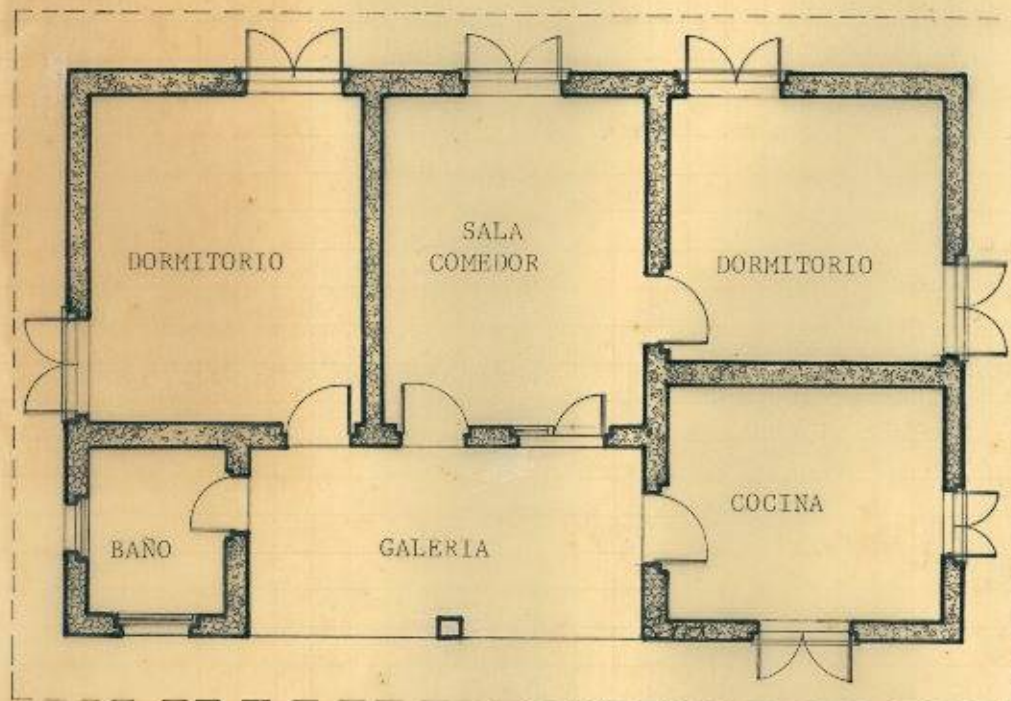 DORMITORIO
SALA
COMEDOR
DORMITORIO
BAÑO
GALERIA
COCINA